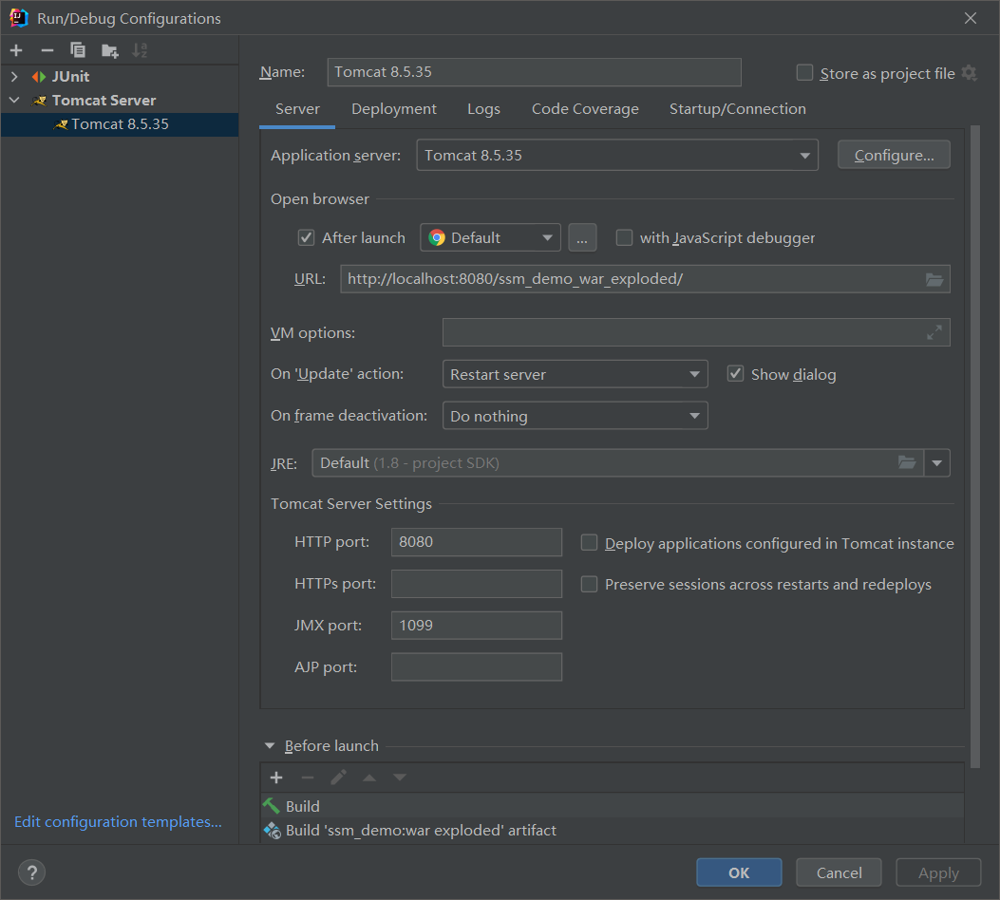 Run/Debug Configurations
JUnit
Tomcat Server
Tomcat 8.5.35
Edit configuration templates...
Name: Tomcat 8.5.35 Store as project file
Server Deployment Logs Code Coverage Startup/Connection
Application server: Tomcat 8.5.35 Configure...
Open browser
After launch Default ... with JavaScript debugger
URL: http://localhost:8080/ssm_demo_war_exploded/
VM options:
On 'Update' action: Restart server Show dialog
On frame deactivation: Do nothing
JRE: Default (1.8 - project SDK)
Tomcat Server Settings
HTTP port: 8080 Deploy applications configured in Tomcat instance
HTTPs port: Preserve sessions across restarts and redeploys
JMX port: 1099
AJP port:
Before launch
Build
Build 'ssm_demo:war exploded' artifact
? OK Cancel Apply